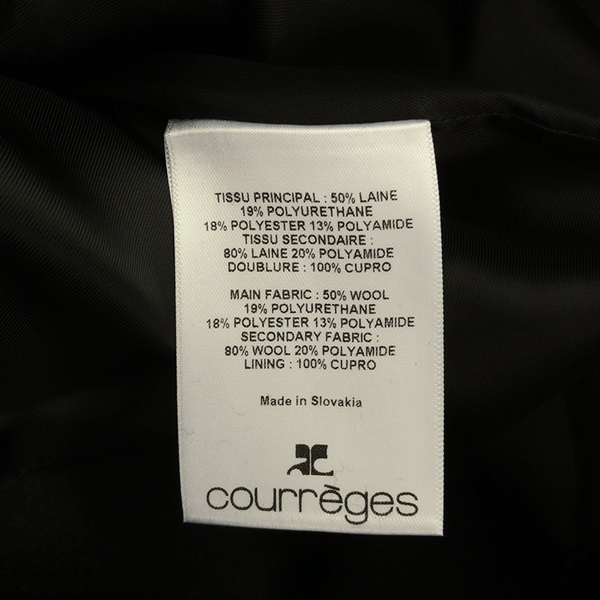 TISSU PRINCIPAL : 50% LAINE
19% POLYURETHANE
18% POLYESTER 13% POLYAMIDE
TISSU SECONDAIRE :
80% LAINE 20% POLYAMIDE
DOUBLURE : 100% CUPRO
MAIN FABRIC : 50% WOOL
19% POLYURETHANE
18% POLYESTER 13% POLYAMIDE
SECONDARY FABRIC :
80% WOOL 20% POLYAMIDE
LINING : 100% CUPRO
Made in Slovakia
courrèges